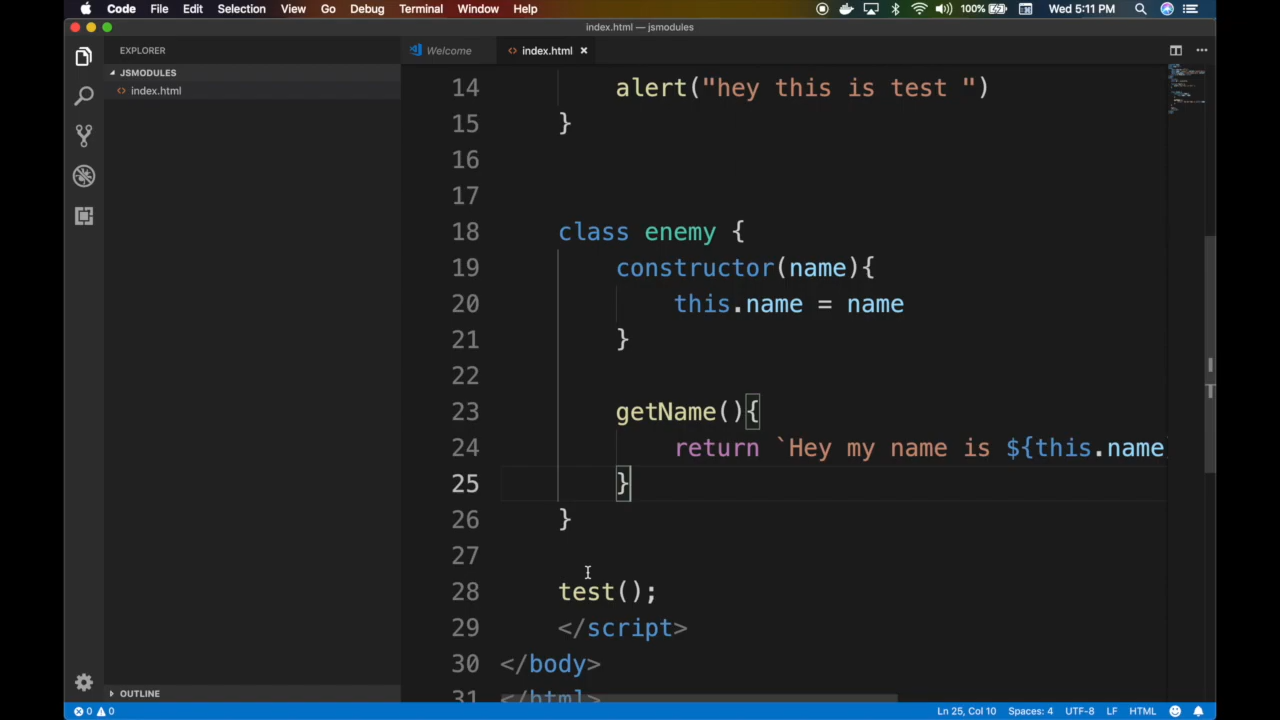 Code File Edit Selection View Go Debug Terminal Window Help 100% Wed 5:11 PM
index.html — jsmodules
EXPLORER
Welcome
<> index.html ×
JSMODULES
<> index.html
14 alert("hey this is test ")
15 }
16
17
18 class enemy {
19 constructor(name){
20 this.name = name
21 }
22
23 getName(){
24 return `Hey my name is ${this.name}
25 }
26 }
27
28 test();
29 </script>
30 </body>
31 </html>
OUTLINE
0 0 Ln 25, Col 10 Spaces: 4 UTF-8 LF HTML